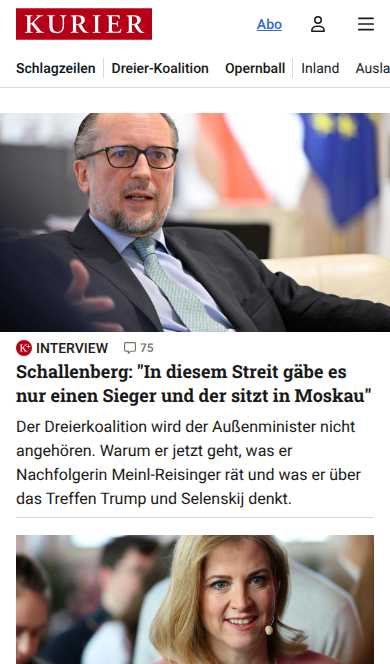 KURIER
Abo
Schlagzeilen Dreier-Koalition Opernball Inland Ausla
K+ INTERVIEW 75
Schallenberg: "In diesem Streit gäbe es
nur einen Sieger und der sitzt in Moskau"
Der Dreierkoalition wird der Außenminister nicht
angehören. Warum er jetzt geht, was er
Nachfolgerin Meinl-Reisinger rät und was er über
das Treffen Trump und Selenskij denkt.